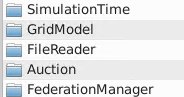 SimulationTime
GridModel
FileReader
Auction
FederationManager